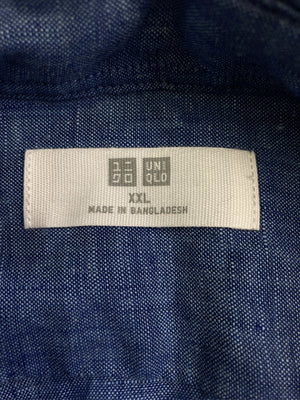 ユニ UNI
クロ QLO
XXL
MADE IN BANGLADESH